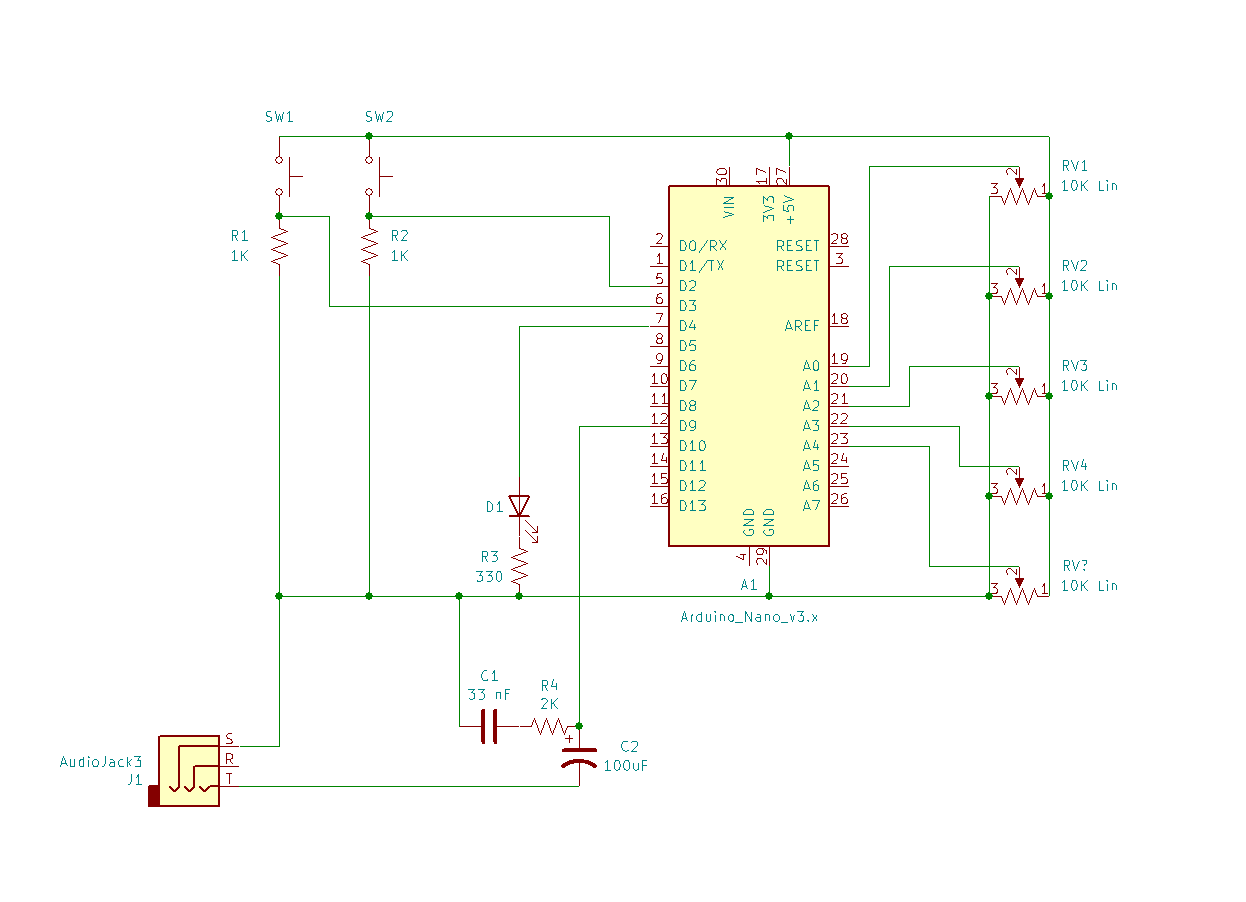 SW1
SW2
R1
1K
R2
1K
30
17
27
VIN
3V3
+5V
2
D0/RX
RESET
28
1
D1/TX
RESET
3
5
D2
6
D3
7
D4
AREF
18
8
D5
9
D6
A0
19
10
D7
A1
20
11
D8
A2
21
12
D9
A3
22
13
D10
A4
23
14
D11
A5
24
15
D12
A6
25
16
D13
A7
26
GND
GND
4
29
A1
Arduino_Nano_v3.x
RV1
10K Lin
3
2
1
RV2
10K Lin
3
2
1
RV3
10K Lin
3
2
1
RV4
10K Lin
3
2
1
RV?
10K Lin
3
2
1
D1
R3
330
C1
33 nF
R4
2K
+
C2
100uF
AudioJack3
J1
S
R
T